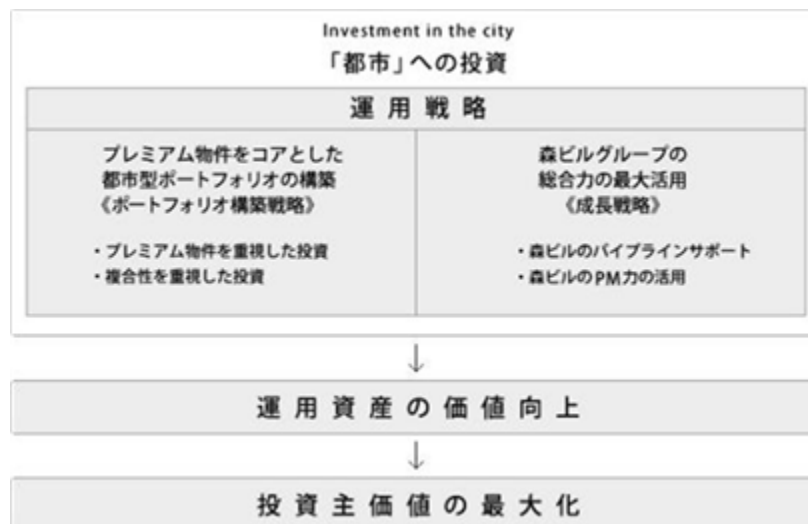 Investment in the city
「都市」への投資
運用戦略
プレミアム物件をコアとした
都市型ポートフォリオの構築
《ポートフォリオ構築戦略》
・プレミアム物件を重視した投資
・複合性を重視した投資
森ビルグループの
総合力の最大活用
《成長戦略》
・森ビルのパイプラインサポート
・森ビルのPM力の活用
↓
運用資産の価値向上
↓
投資主価値の最大化